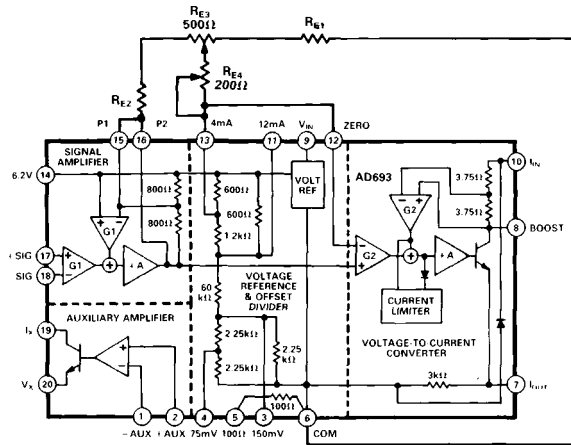 RE3
500Ω
RE1
RE4
200Ω
RE2
P1
P2
4mA
12mA
VIN
ZERO
15
16
13
11
9
12
SIGNAL
AMPLIFIER
AD693
10
IIN
6.2V
14
800Ω
800Ω
600Ω
600Ω
1.2kΩ
VOLT
REF
3.75Ω
3.75Ω
+ -
G2
- +
G1
8
BOOST
+SIG
17
SIG
18
+
-
G1
+
+A
-
+
G2
+
+A
60
kΩ
VOLTAGE
REFERENCE
& OFFSET
DIVIDER
CURRENT
LIMITER
AUXILIARY AMPLIFIER
IX
19
+
-
2.25kΩ
2.25kΩ
2.25
kΩ
VOLTAGE-TO CURRENT
CONVERTER
3kΩ
VX
20
100Ω
7
IOUT
1
2
4
5
3
6
-AUX
+AUX
75mV
100Ω
150mV
COM